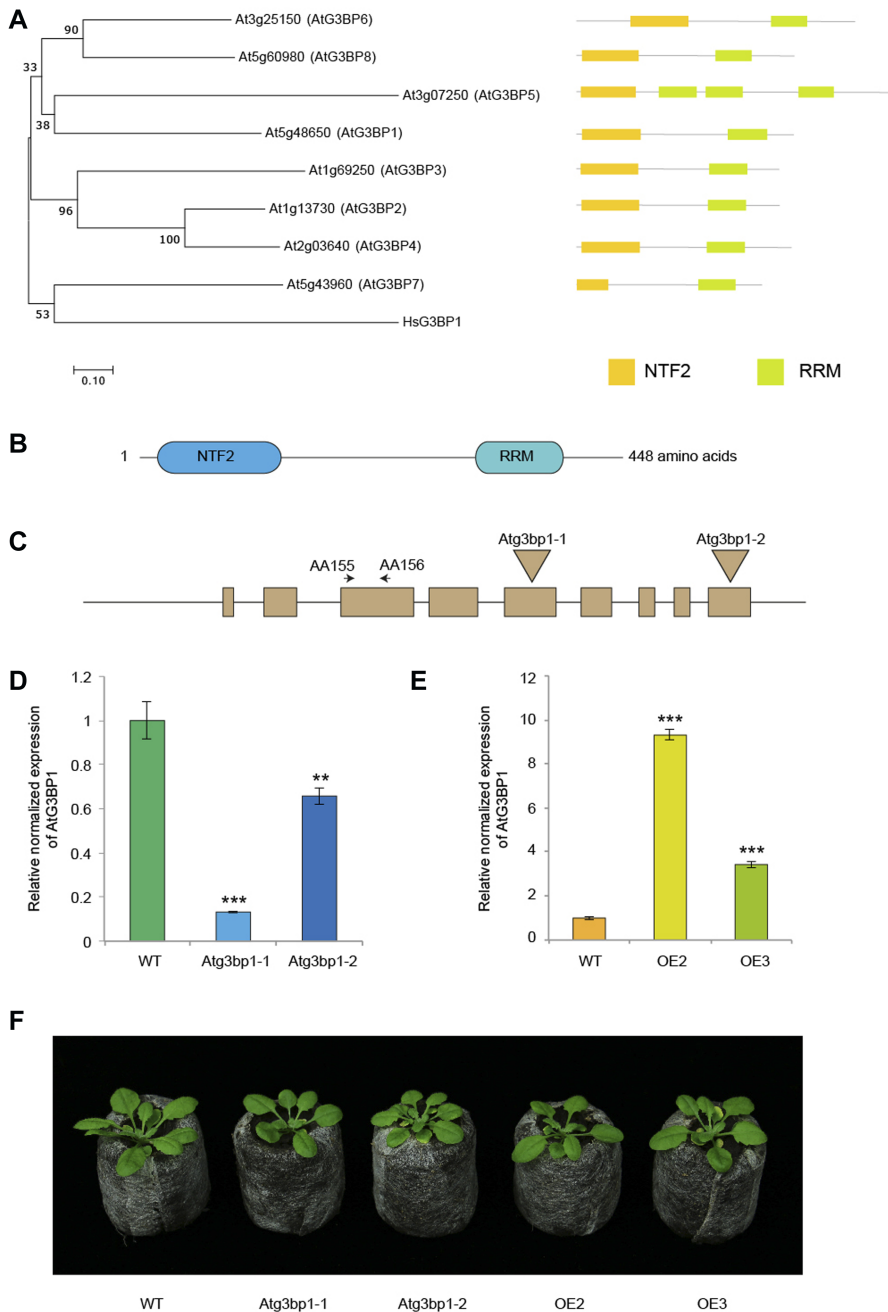 A
At3g25150 (AtG3BP6)
90
At5g60980 (AtG3BP8)
33
At3g07250 (AtG3BP5)
38
At5g48650 (AtG3BP1)
At1g69250 (AtG3BP3)
96
At1g13730 (AtG3BP2)
100
At2g03640 (AtG3BP4)
At5g43960 (AtG3BP7)
53
HsG3BP1
0.10
NTF2
RRM
B
1
NTF2
RRM
448 amino acids
C
Atg3bp1-1
Atg3bp1-2
AA155
AA156
D
Relative normalized expression
of AtG3BP1
1.2
1
0.8
0.6
0.4
0.2
0
***
**
WT
Atg3bp1-1
Atg3bp1-2
E
Relative normalized expression
of AtG3BP1
12
10
8
6
4
2
0
***
***
WT
OE2
OE3
F
WT
Atg3bp1-1
Atg3bp1-2
OE2
OE3